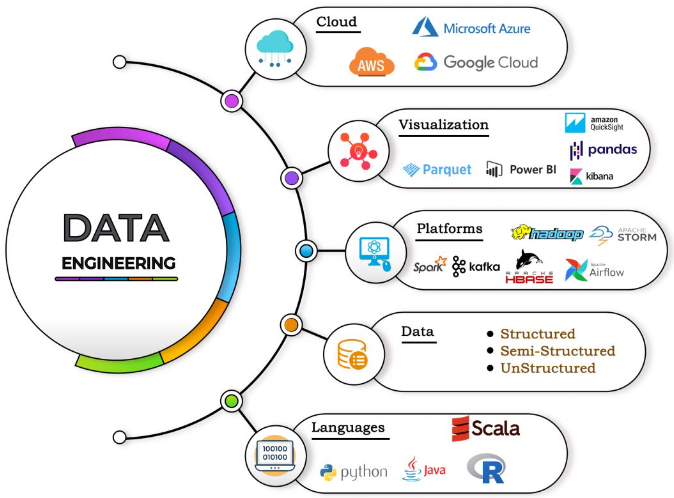 Cloud
Microsoft Azure
AWS
Google Cloud
Visualization
amazon
QuickSight
pandas
Parquet
Power BI
kibana
DATA
ENGINEERING
Platforms
hadoop
APACHE
STORM
Spark
kafka
APACHE
HBASE
Apache
Airflow
Data
Structured
Semi-Structured
UnStructured
Languages
Scala
100100
010100
python
Java
R